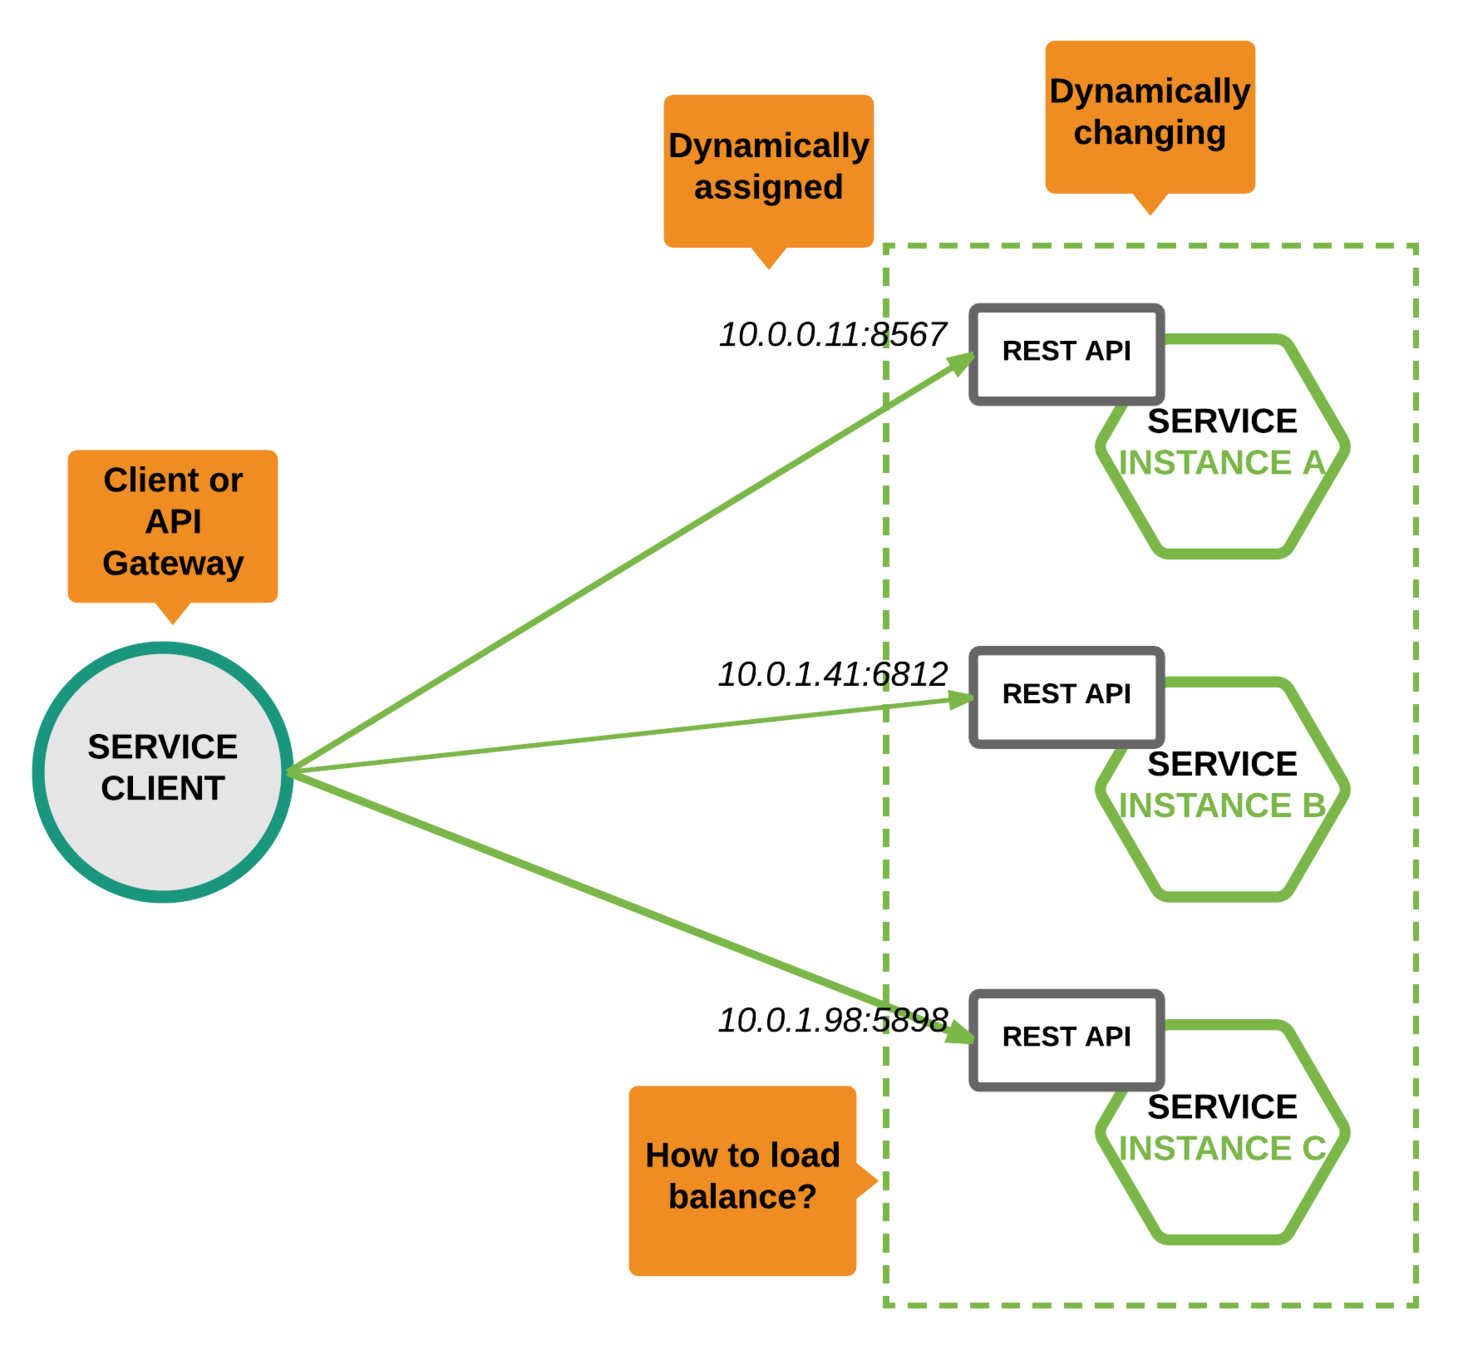 Dynamically
changing
Dynamically
assigned
10.0.0.11:8567
REST API
SERVICE
INSTANCE A
Client or
API
Gateway
SERVICE
CLIENT
10.0.1.41:6812
REST API
SERVICE
INSTANCE B
10.0.1.98:5898
REST API
SERVICE
INSTANCE C
How to load
balance?